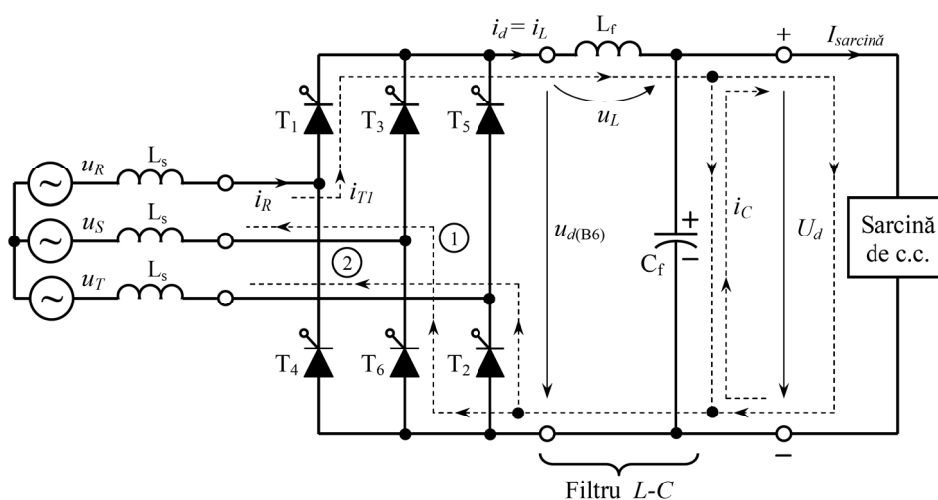 i_d = i_L
L_f
+
I_sarcină
T_1
T_3
T_5
u_L
u_R
L_s
i_R
i_T1
u_S
L_s
1
u_d(B6)
+
i_C
U_d
Sarcină
de c.c.
2
C_f
−
u_T
L_s
T_4
T_6
T_2
−
Filtru L-C